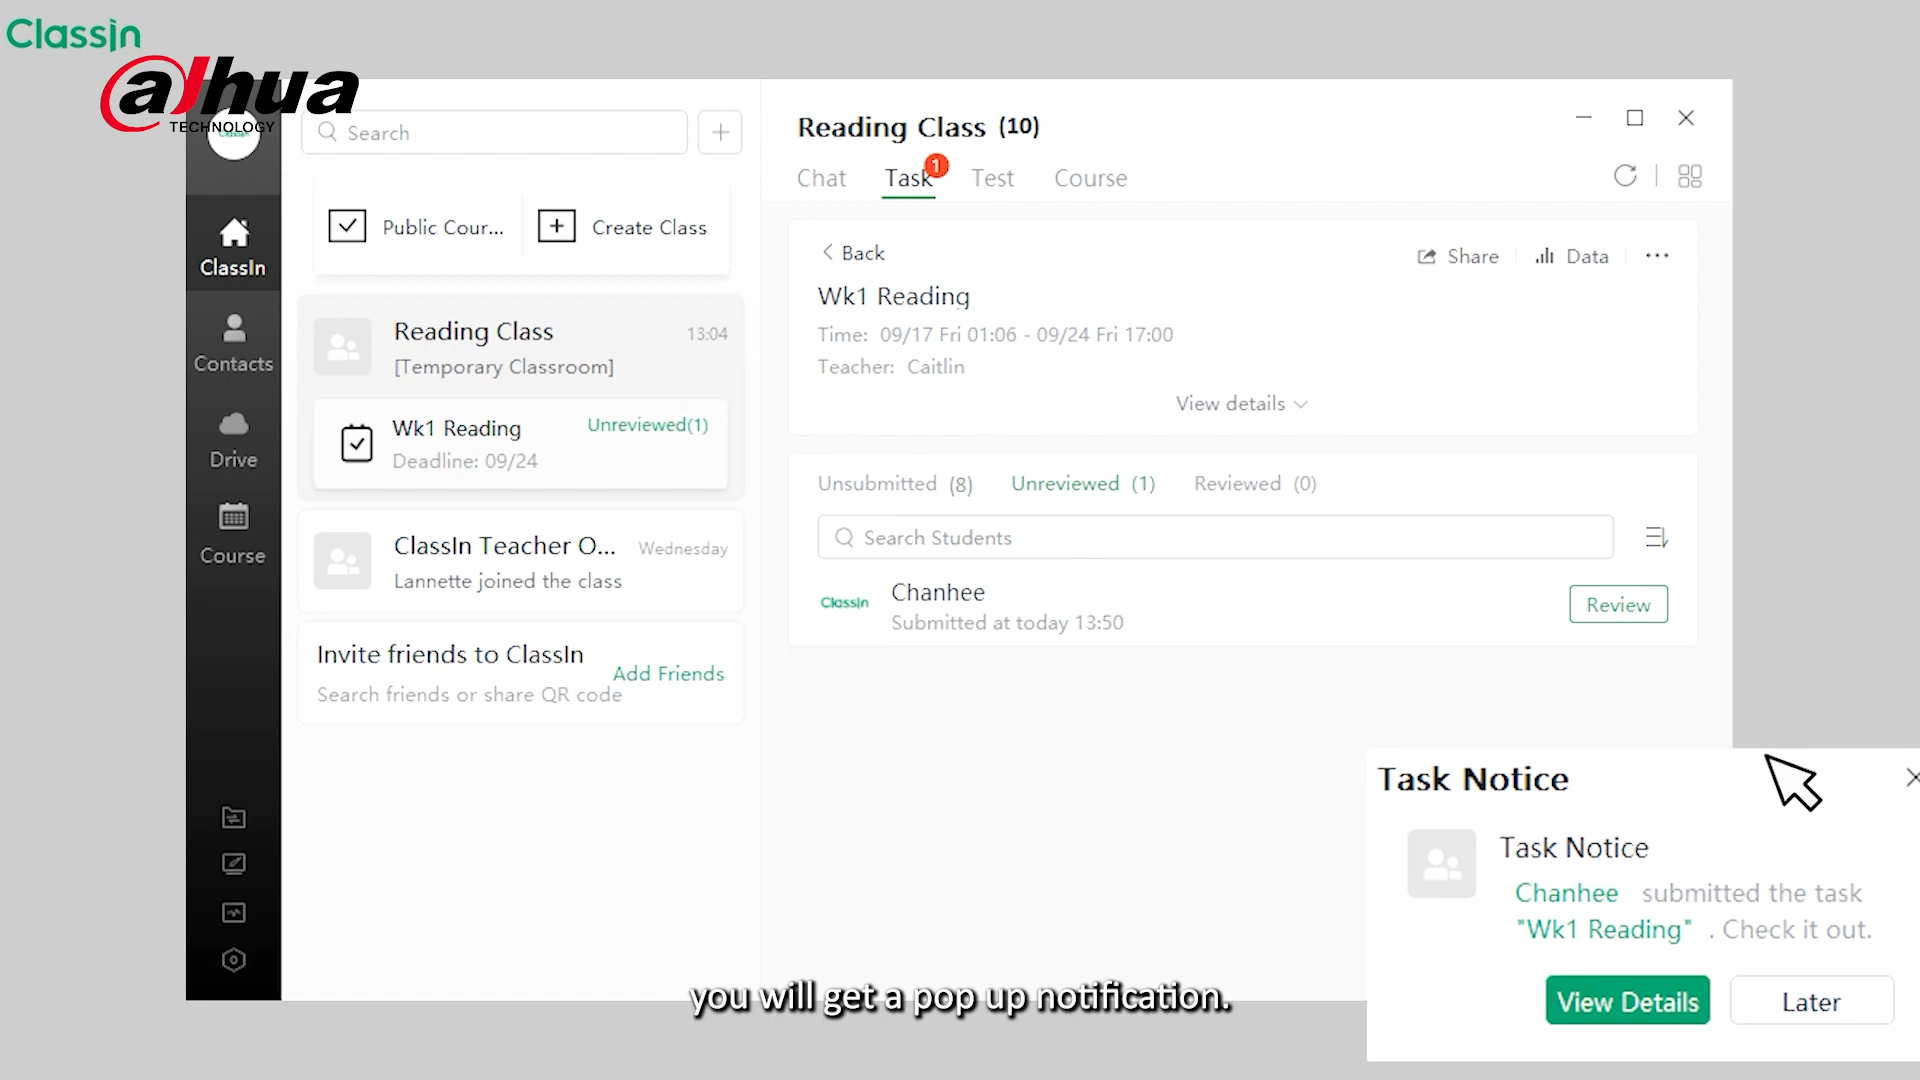 ClassIn
alhua
TECHNOLOGY
Search
Public Cour...
Create Class
ClassIn
Contacts
Drive
Course
Reading Class
13:04
[Temporary Classroom]
Wk1 Reading
Unreviewed(1)
Deadline: 09/24
ClassIn Teacher O...
Wednesday
Lannette joined the class
Invite friends to ClassIn
Add Friends
Search friends or share QR code
Reading Class (10)
Chat
Task
1
Test
Course
Back
Share
Data
Wk1 Reading
Time: 09/17 Fri 01:06 - 09/24 Fri 17:00
Teacher: Caitlin
View details
Unsubmitted (8)
Unreviewed (1)
Reviewed (0)
Search Students
ClassIn
Chanhee
Submitted at today 13:50
Review
Task Notice
Task Notice
Chanhee submitted the task
"Wk1 Reading" . Check it out.
View Details
Later
you will get a pop up notification.